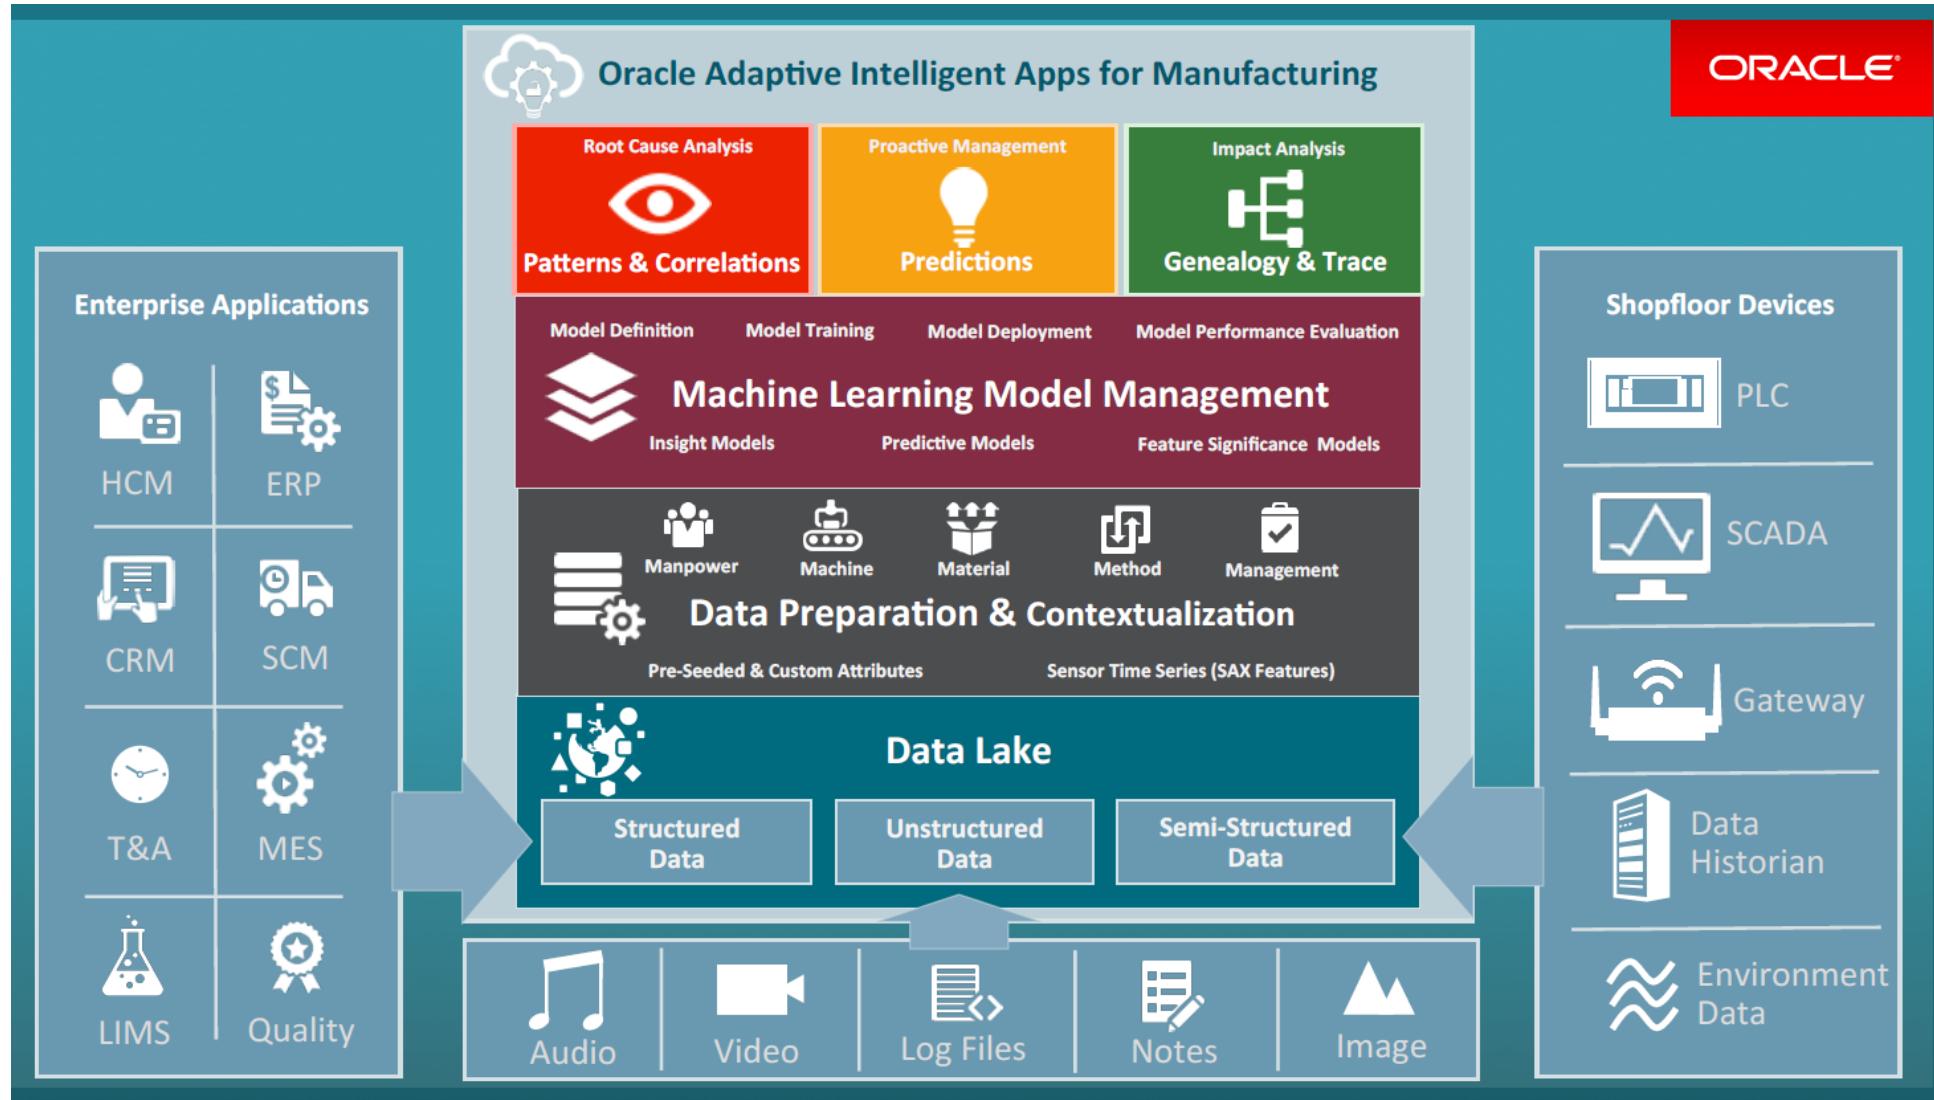 Oracle Adaptive Intelligent Apps for Manufacturing
ORACLE
Root Cause Analysis
Patterns & Correlations
Proactive Management
Predictions
Impact Analysis
Genealogy & Trace
Model Definition
Model Training
Model Deployment
Model Performance Evaluation
Machine Learning Model Management
Insight Models
Predictive Models
Feature Significance Models
Manpower
Machine
Material
Method
Management
Data Preparation & Contextualization
Pre-Seeded & Custom Attributes
Sensor Time Series (SAX Features)
Data Lake
Structured
Data
Unstructured
Data
Semi-Structured
Data
Enterprise Applications
$
HCM
ERP
CRM
SCM
T&A
MES
LIMS
Quality
Audio
Video
Log Files
Notes
Image
Shopfloor Devices
PLC
SCADA
Gateway
Data
Historian
Environment
Data